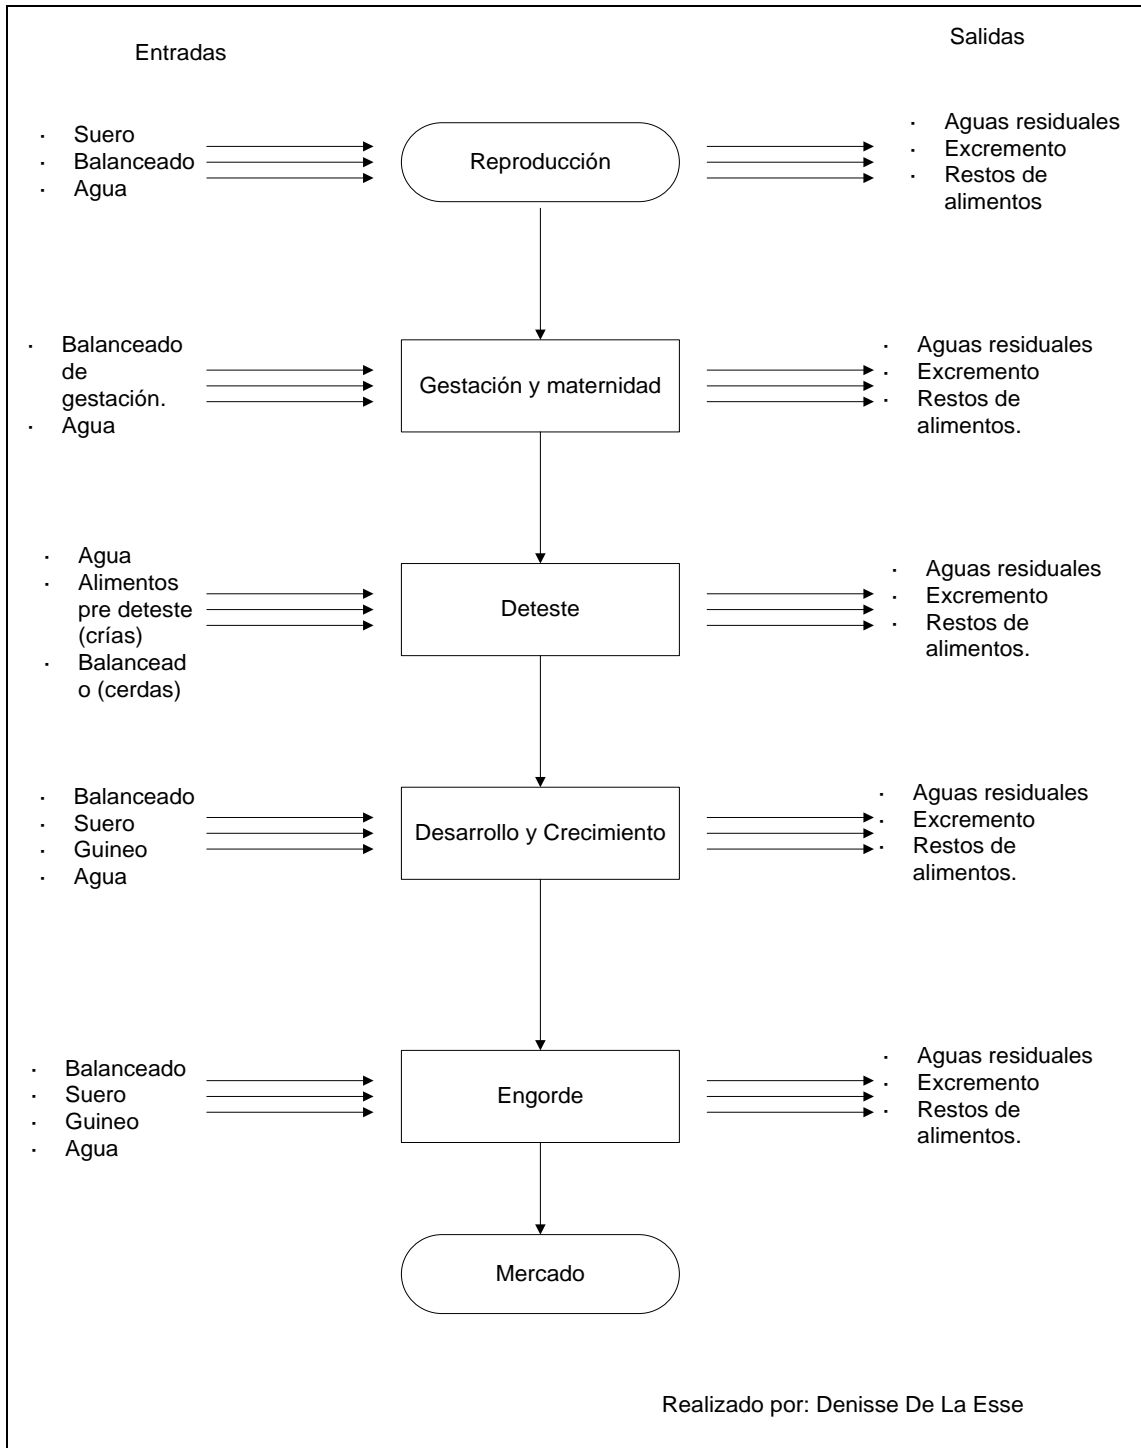 Entradas
Salidas
· Suero
· Balanceado
· Agua
Reproducción
· Aguas residuales
· Excremento
· Restos de
alimentos
· Balanceado
de
gestación.
· Agua
Gestación y maternidad
· Aguas residuales
· Excremento
· Restos de
alimentos.
· Agua
· Alimentos
pre deteste
(crías)
· Balancead
o (cerdas)
Deteste
· Aguas residuales
· Excremento
· Restos de
alimentos.
· Balanceado
· Suero
· Guineo
· Agua
Desarrollo y Crecimiento
· Aguas residuales
· Excremento
· Restos de
alimentos.
· Balanceado
· Suero
· Guineo
· Agua
Engorde
· Aguas residuales
· Excremento
· Restos de
alimentos.
Mercado
Realizado por: Denisse De La Esse